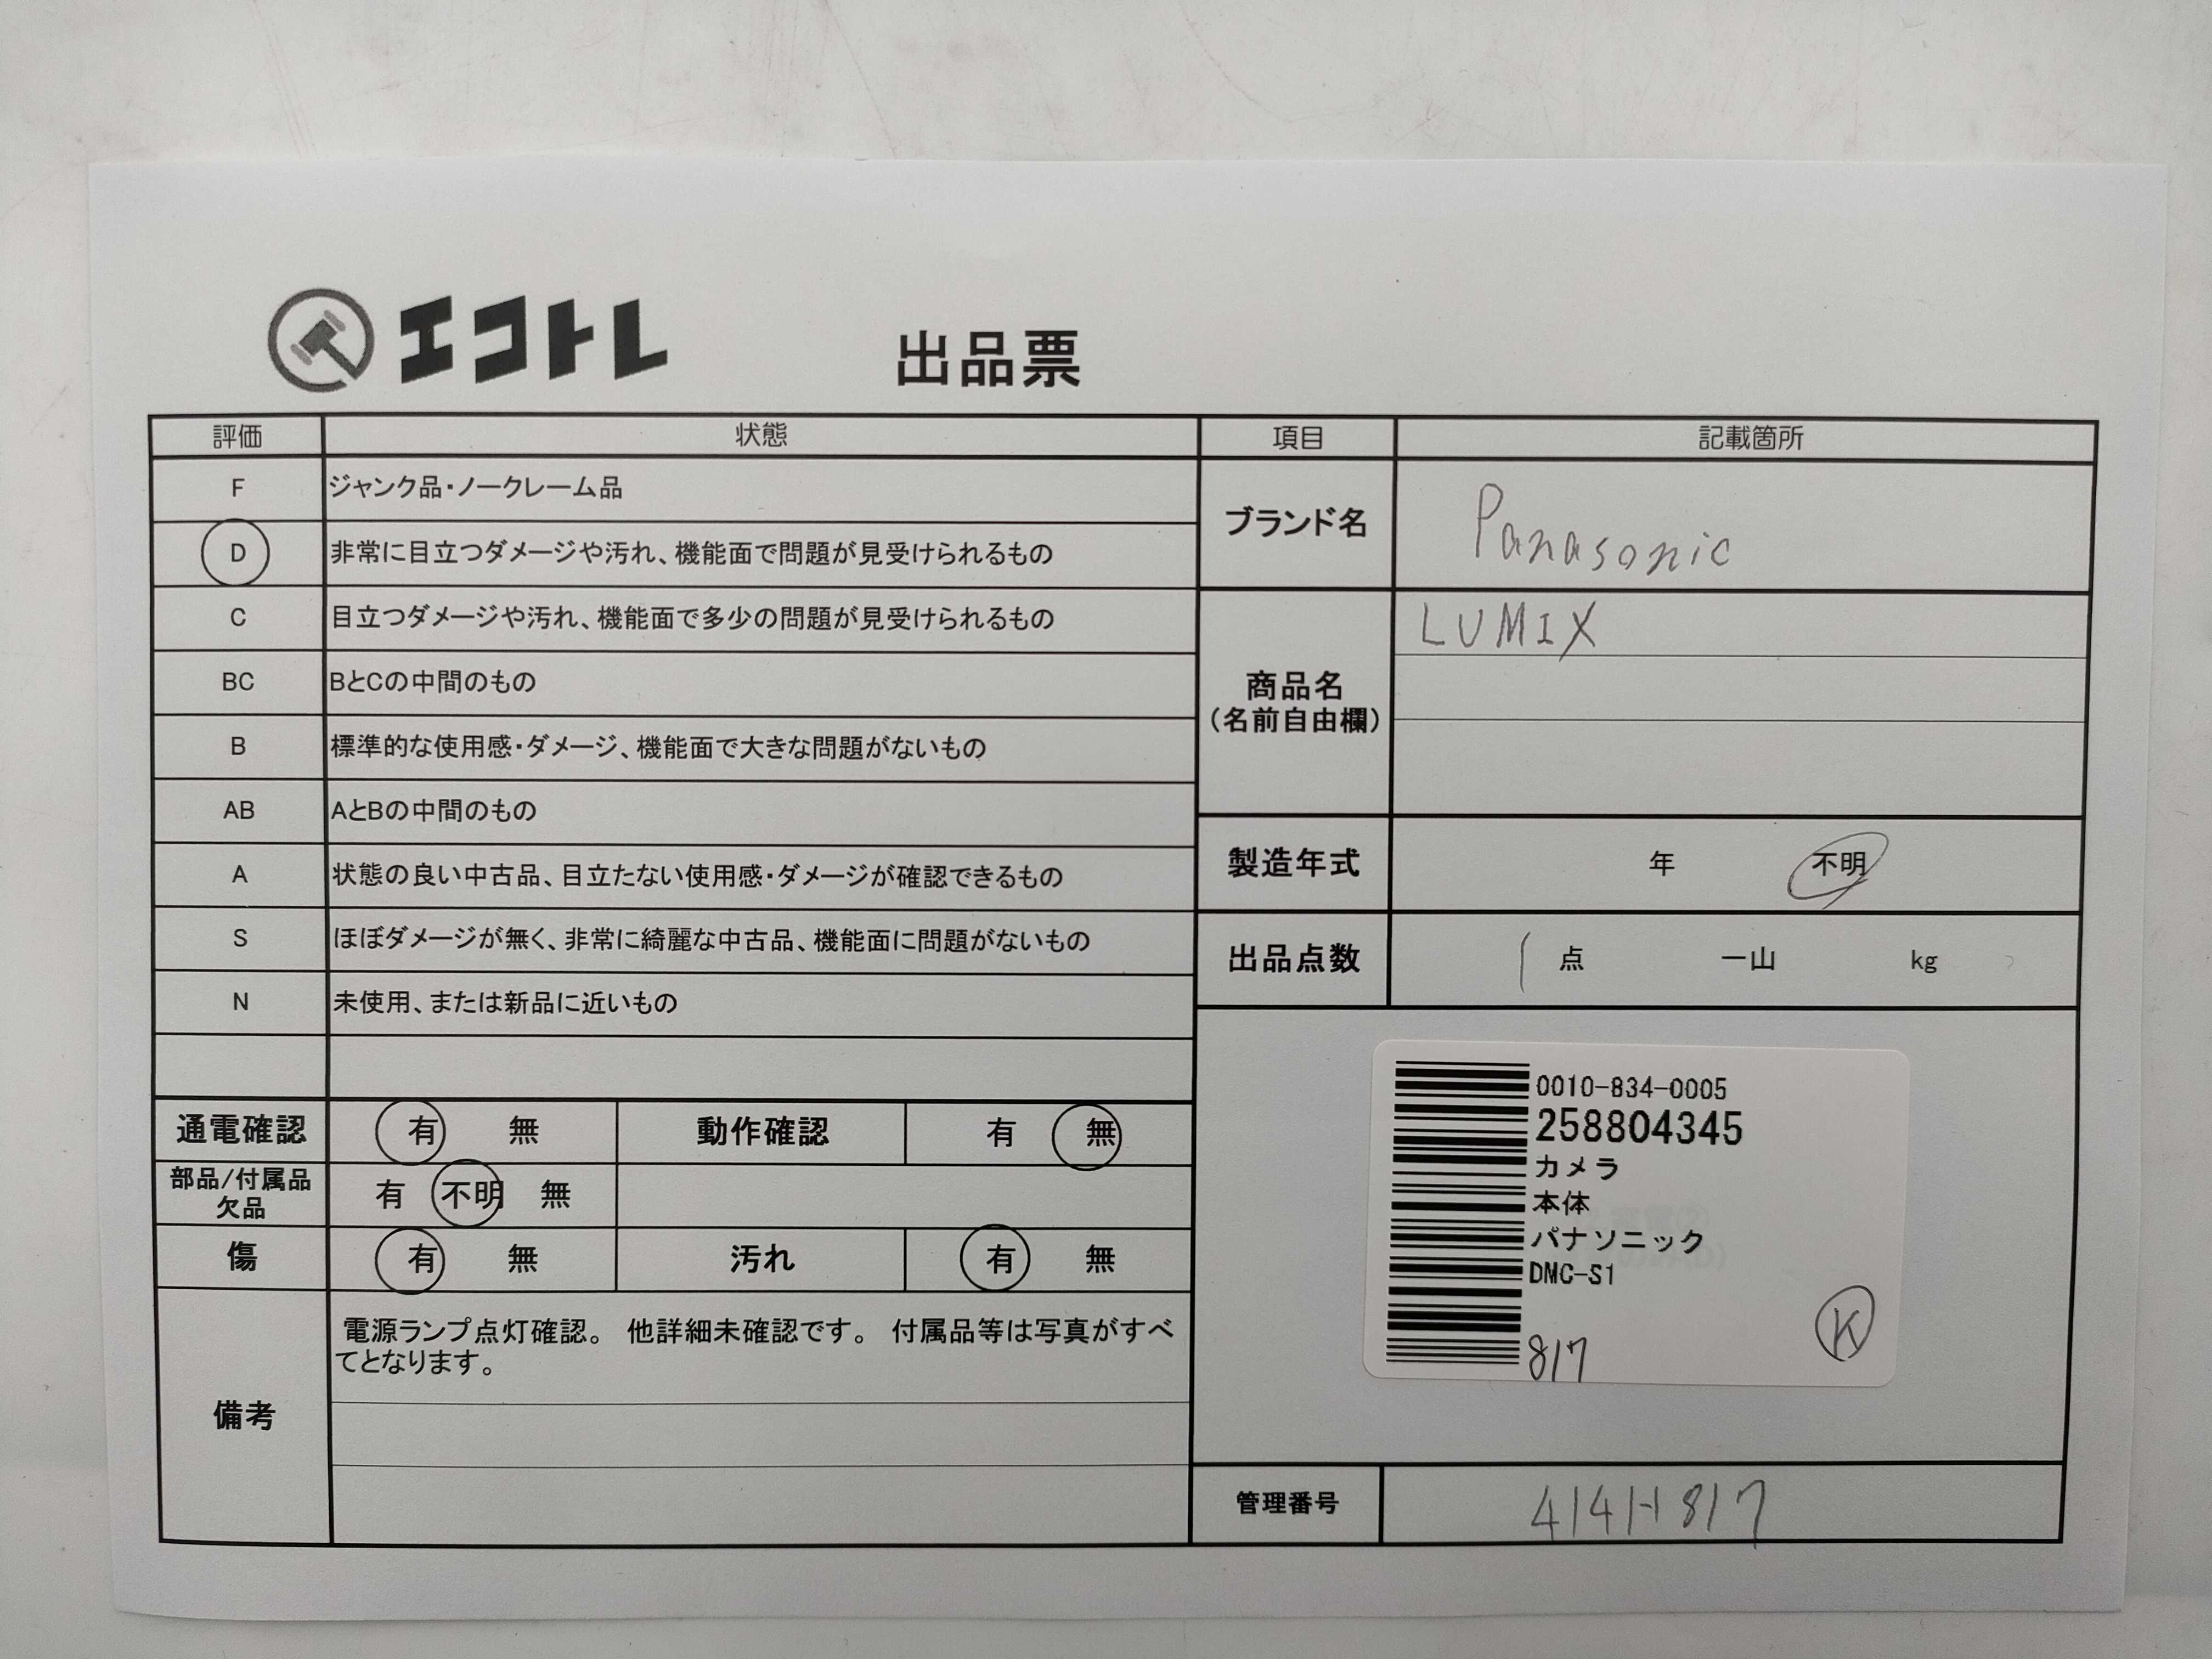 エコトレ
出品票
評価 状態
F ジャンク品・ノークレーム品
D 非常に目立つダメージや汚れ、機能面で問題が見受けられるもの
C 目立つダメージや汚れ、機能面で多少の問題が見受けられるもの
BC BとCの中間のもの
B 標準的な使用感・ダメージ、機能面で大きな問題がないもの
AB AとBの中間のもの
A 状態の良い中古品、目立たない使用感・ダメージが確認できるもの
S ほぼダメージが無く、非常に綺麗な中古品、機能面に問題がないもの
N 未使用、または新品に近いもの
通電確認 有 無 動作確認 有 無
部品/付属品
欠品 有 不明 無
傷 有 無 汚れ 有 無
備考
電源ランプ点灯確認。 他詳細未確認です。 付属品等は写真がすべ
てとなります。
項目 記載箇所
ブランド名 Panasonic
商品名
(名前自由欄)
LUMIX
製造年式 年 不明
出品点数 1 点 一山 kg
0010-834-0005
258804345
カメラ
本体
パナソニック
DMC-S1
817
K
管理番号 414H817